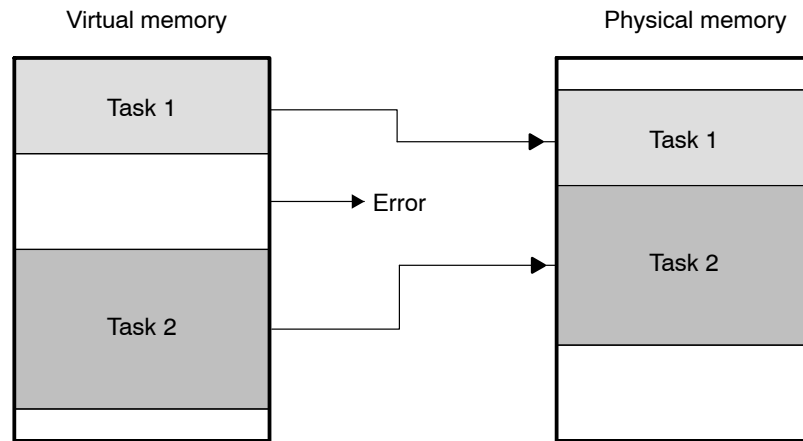 Virtual memory
Physical memory
Task 1
Task 1
Error
Task 2
Task 2